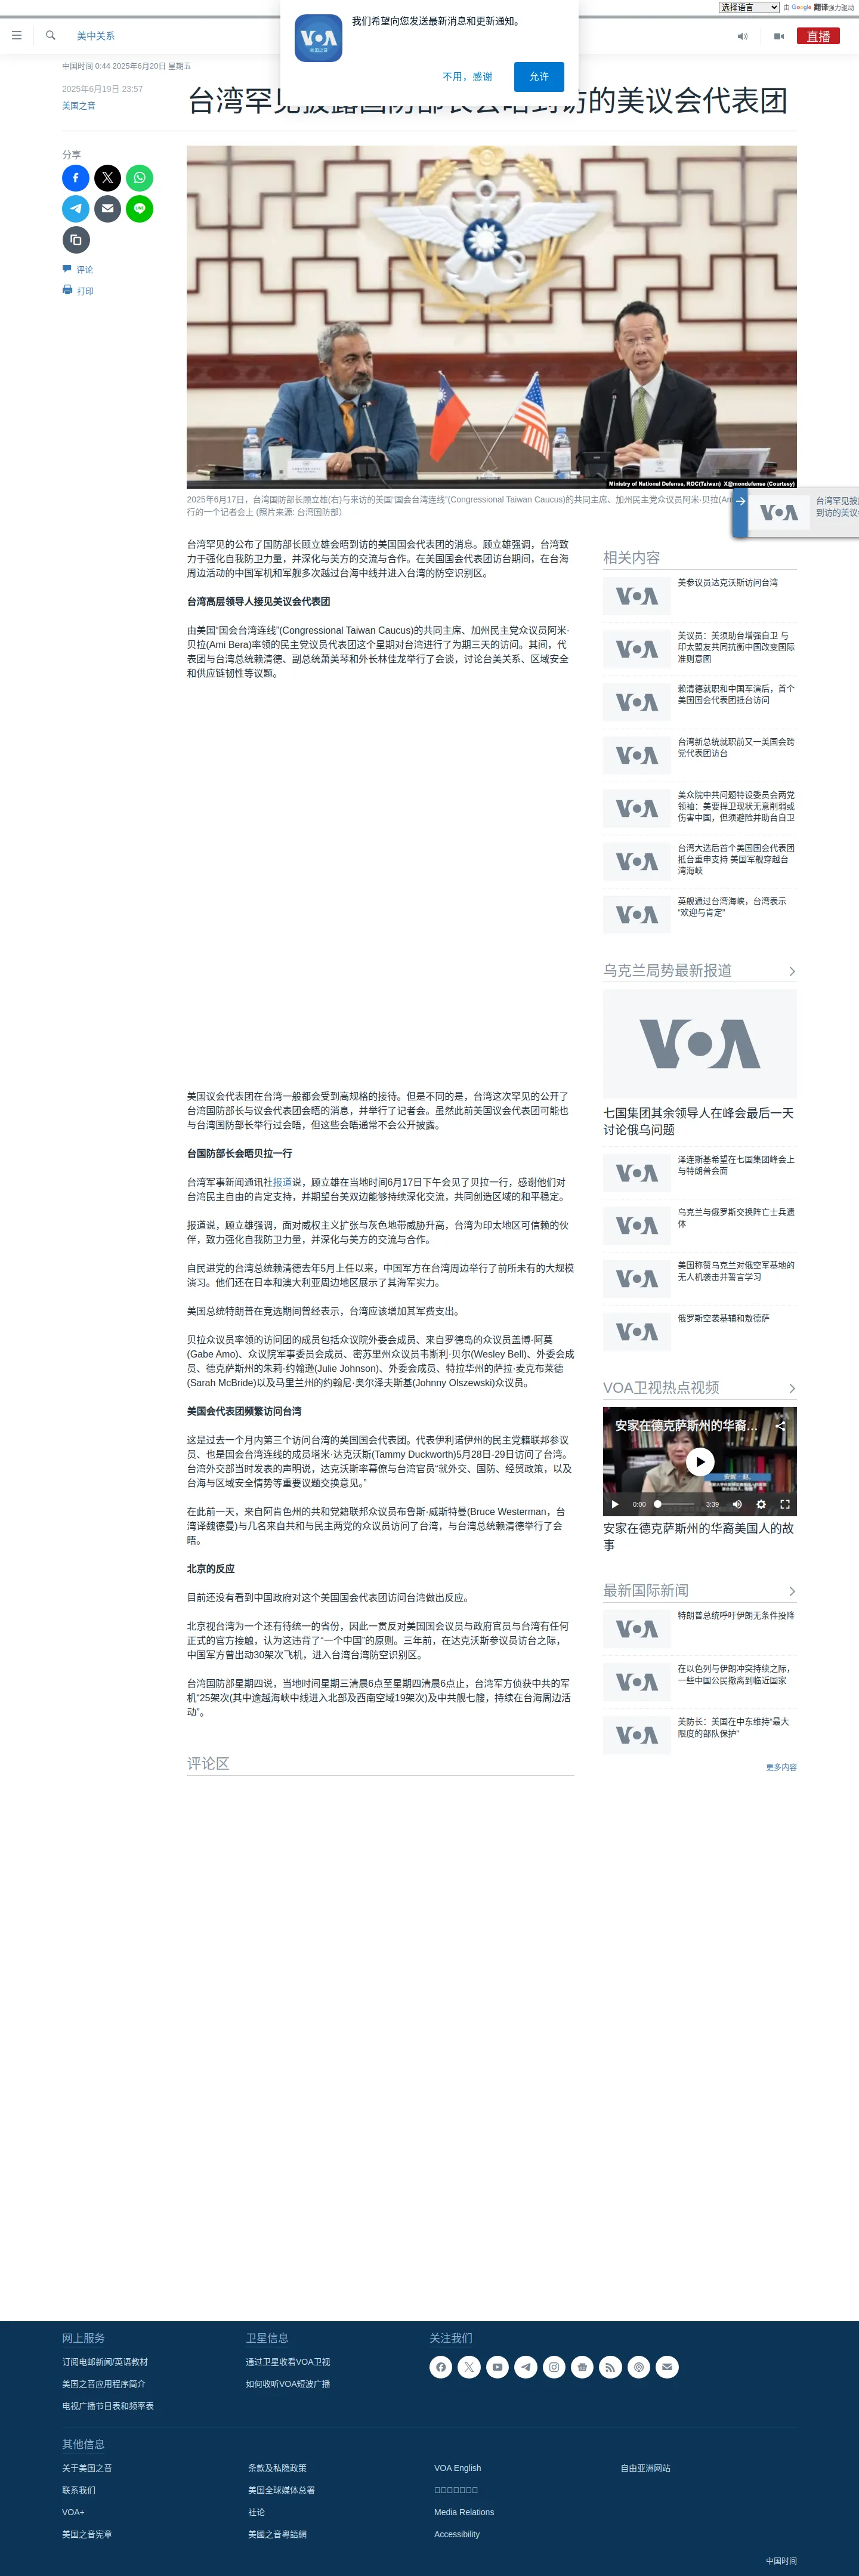 选择语言 由 Google 翻译强力驱动
美中关系
直播
我们希望向您发送最新消息和更新通知。
不用，感谢
允许
中国时间 0:44 2025年6月20日 星期五
2025年6月19日 23:57
美国之音
台湾罕见披露国防部长会晤到访的美议会代表团
分享
评论
打印
Ministry of National Defense, ROC(Taiwan) X@mondefense (Courtesy)
2025年6月17日，台湾国防部长顾立雄(右)与来访的美国“国会台湾连线”(Congressional Taiwan Caucus)的共同主席、加州民主党众议员阿米·贝拉(Am
行的一个记者会上 (照片来源: 台湾国防部）
台湾罕见披
到访的美议
台湾罕见的公布了国防部长顾立雄会晤到访的美国国会代表团的消息。顾立雄强调，台湾致
力于强化自我防卫力量，并深化与美方的交流与合作。在美国国会代表团访台期间，在台海
周边活动的中国军机和军舰多次越过台海中线并进入台湾的防空识别区。
台湾高层领导人接见美议会代表团
由美国“国会台湾连线”(Congressional Taiwan Caucus)的共同主席、加州民主党众议员阿米·
贝拉(Ami Bera)率领的民主党议员代表团这个星期对台湾进行了为期三天的访问。其间，代
表团与台湾总统赖清德、副总统萧美琴和外长林佳龙举行了会谈，讨论台美关系、区域安全
和供应链韧性等议题。
美国议会代表团在台湾一般都会受到高规格的接待。但是不同的是，台湾这次罕见的公开了
台湾国防部长与议会代表团会晤的消息，并举行了记者会。虽然此前美国议会代表团可能也
与台湾国防部长举行过会晤，但这些会晤通常不会公开披露。
台国防部长会晤贝拉一行
台湾军事新闻通讯社报道说，顾立雄在当地时间6月17日下午会见了贝拉一行，感谢他们对
台湾民主自由的肯定支持，并期望台美双边能够持续深化交流，共同创造区域的和平稳定。
报道说，顾立雄强调，面对威权主义扩张与灰色地带威胁升高，台湾为印太地区可信赖的伙
伴，致力强化自我防卫力量，并深化与美方的交流与合作。
自民进党的台湾总统赖清德去年5月上任以来，中国军方在台湾周边举行了前所未有的大规模
演习。他们还在日本和澳大利亚周边地区展示了其海军实力。
美国总统特朗普在竞选期间曾经表示，台湾应该增加其军费支出。
贝拉众议员率领的访问团的成员包括众议院外委会成员、来自罗德岛的众议员盖博·阿莫
(Gabe Amo)、众议院军事委员会成员、密苏里州众议员韦斯利·贝尔(Wesley Bell)、外委会成
员、德克萨斯州的朱莉·约翰逊(Julie Johnson)、外委会成员、特拉华州的萨拉·麦克布莱德
(Sarah McBride)以及马里兰州的约翰尼·奥尔泽夫斯基(Johnny Olszewski)众议员。
美国会代表团频繁访问台湾
这是过去一个月内第三个访问台湾的美国国会代表团。代表伊利诺伊州的民主党籍联邦参议
员、也是国会台湾连线的成员塔米·达克沃斯(Tammy Duckworth)5月28日-29日访问了台湾。
台湾外交部当时发表的声明说，达克沃斯率幕僚与台湾官员“就外交、国防、经贸政策，以及
台海与区域安全情势等重要议题交换意见。”
在此前一天，来自阿肯色州的共和党籍联邦众议员布鲁斯·威斯特曼(Bruce Westerman，台
湾译魏德曼)与几名来自共和与民主两党的众议员访问了台湾，与台湾总统赖清德举行了会
晤。
北京的反应
目前还没有看到中国政府对这个美国国会代表团访问台湾做出反应。
北京视台湾为一个还有待统一的省份，因此一贯反对美国国会议员与政府官员与台湾有任何
正式的官方接触，认为这违背了“一个中国”的原则。三年前，在达克沃斯参议员访台之际，
中国军方曾出动30架次飞机，进入台湾台湾防空识别区。
台湾国防部星期四说，当地时间星期三清晨6点至星期四清晨6点止，台湾军方侦获中共的军
机“25架次(其中逾越海峡中线进入北部及西南空域19架次)及中共舰七艘，持续在台海周边活
动”。
评论区
相关内容
VOA
美参议员达克沃斯访问台湾
VOA
美议员：美须助台增强自卫 与
印太盟友共同抗衡中国改变国际
准则意图
VOA
赖清德就职和中国军演后，首个
美国国会代表团抵台访问
VOA
台湾新总统就职前又一美国会跨
党代表团访台
VOA
美众院中共问题特设委员会两党
领袖：美要捍卫现状无意削弱或
伤害中国，但须避险并助台自卫
VOA
台湾大选后首个美国国会代表团
抵台重申支持 美国军舰穿越台
湾海峡
VOA
英舰通过台湾海峡，台湾表示
“欢迎与肯定”
乌克兰局势最新报道
VOA
七国集团其余领导人在峰会最后一天
讨论俄乌问题
VOA
泽连斯基希望在七国集团峰会上
与特朗普会面
VOA
乌克兰与俄罗斯交换阵亡士兵遗
体
VOA
美国称赞乌克兰对俄空军基地的
无人机袭击并誓言学习
VOA
俄罗斯空袭基辅和敖德萨
VOA卫视热点视频
安家在德克萨斯州的华裔...
0:00 3:39
安家在德克萨斯州的华裔美国人的故
事
最新国际新闻
VOA
特朗普总统呼吁伊朗无条件投降
VOA
在以色列与伊朗冲突持续之际，
一些中国公民撤离到临近国家
VOA
美防长：美国在中东维持“最大
限度的部队保护”
更多内容
网上服务
订阅电邮新闻/英语教材
美国之音应用程序简介
电视广播节目表和频率表
卫星信息
通过卫星收看VOA卫视
如何收听VOA短波广播
关注我们
其他信息
关于美国之音
联系我们
VOA+
美国之音宪章
条款及私隐政策
美国全球媒体总署
社论
美國之音粵語網
VOA English
Media Relations
Accessibility
自由亚洲网站
中国时间